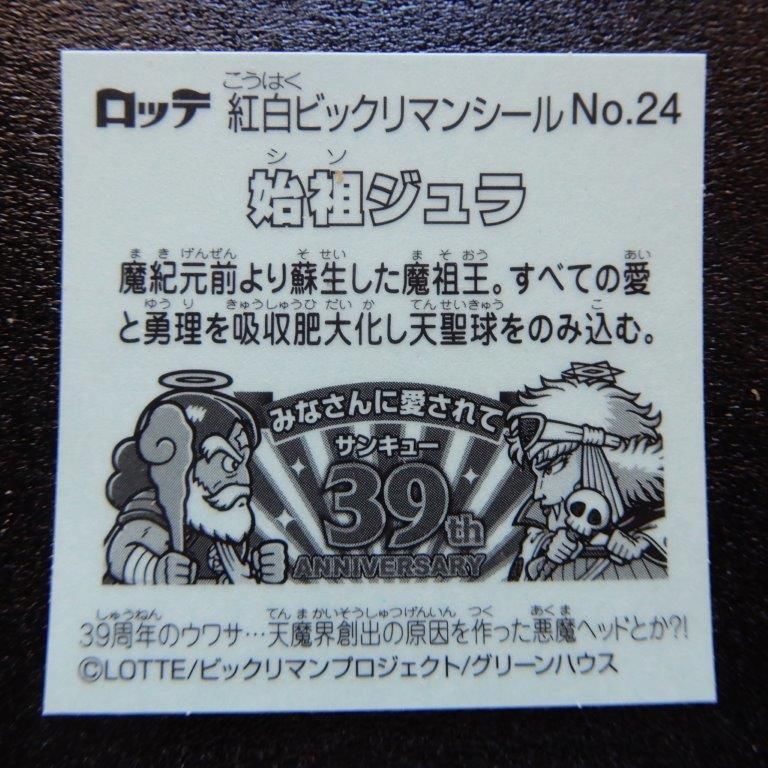 こうはく
ロッテ 紅白ビックリマンシール No.24
シソ
始祖ジュラ
まきげんぜん そせい まそおう あい
魔紀元前より蘇生した魔祖王。すべての愛
ゆうり きゅうしゅうひだいか てんせいきゅう こ
と勇理を吸収肥大化し天聖球をのみ込む。
みなさんに愛されて
サンキュー
39th
ANNIVERSARY
しゅうねん てんまかいそうしゅつげんいん つく あくま
39周年のウワサ…天魔界創出の原因を作った悪魔ヘッドとか?!
©LOTTE/ビックリマンプロジェクト/グリーンハウス